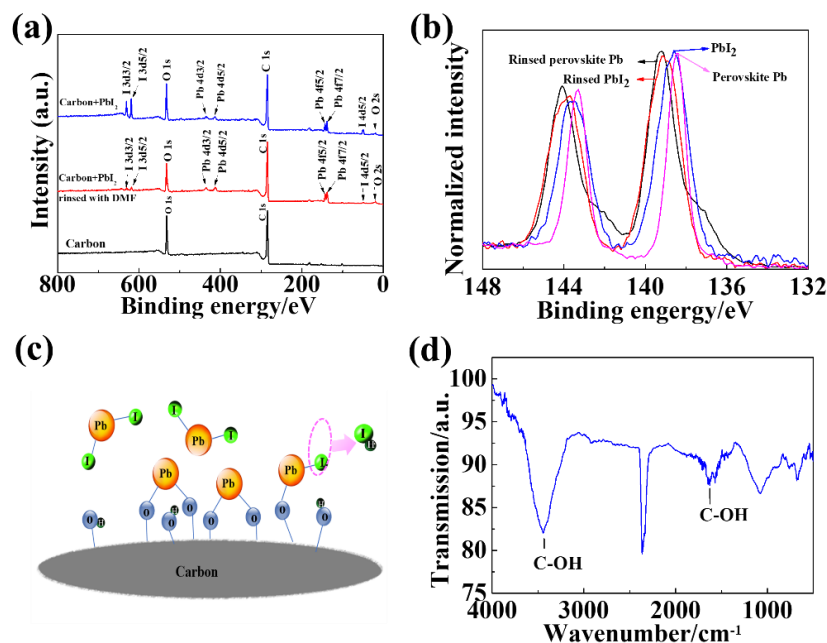 (a)
I 3d3/2
I 3d5/2
O 1s
Pb 4d3/2
Pb 4d5/2
C 1s
Pb 4f5/2
Pb 4f7/2
I 4d5/2
O 2s
Carbon+PbI2
I 3d3/2
I 3d5/2
O 1s
Pb 4d3/2
Pb 4d5/2
C 1s
Pb 4f5/2
Pb 4f7/2
I 4d5/2
O 2s
Carbon+PbI2
rinsed with DMF
O 1s
C 1s
Carbon
Intensity (a.u.)
800 600 400 200 0
Binding energy/eV
(b)
Rinsed perovskite Pb
Rinsed PbI2
PbI2
Perovskite Pb
Normalized intensity
148 144 140 136 132
Binding engergy/eV
(c)
Pb I I
I Pb I
I H
Pb Pb Pb I
O H O O H O O O O H O
Carbon
(d)
100
95
90
85
80
75
C-OH
C-OH
Transmission/a.u.
4000 3000 2000 1000
Wavenumber/cm-1